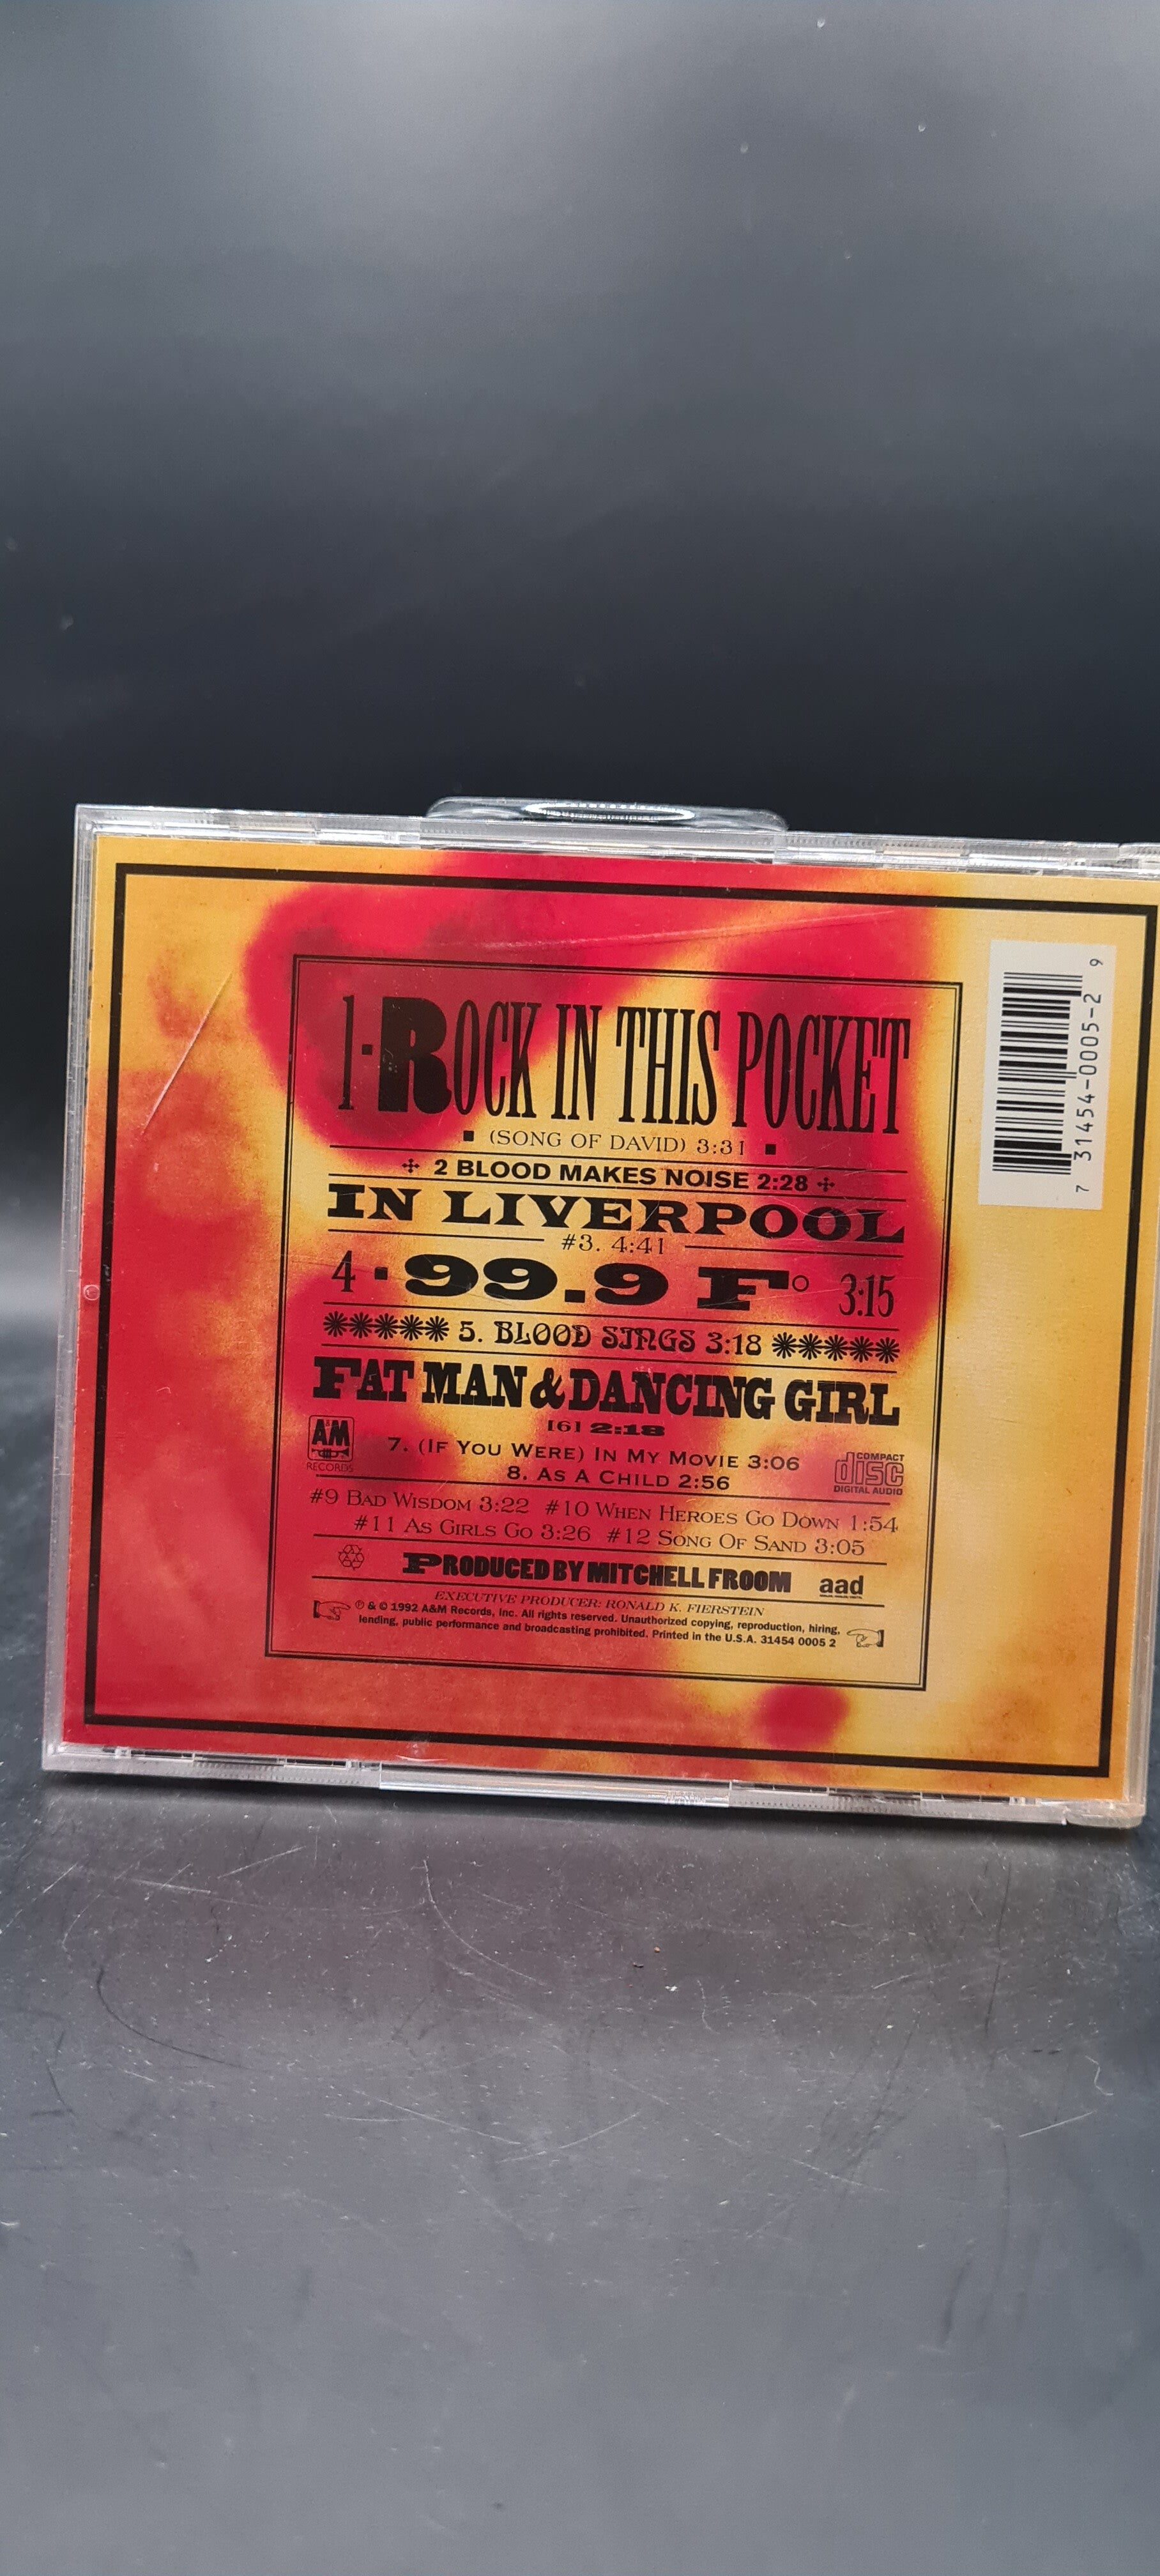 1·ROCK IN THIS POCKET
▪ (SONG OF DAVID) 3:31 ▪
2 BLOOD MAKES NOISE 2:28
IN LIVERPOOL
#3. 4:41
4 · 99.9 F° 3:15
5. BLOOD SINGS 3:18
FAT MAN & DANCING GIRL
[6] 2:18
7. (IF YOU WERE) IN MY MOVIE 3:06
8. AS A CHILD 2:56
#9 BAD WISDOM 3:22 #10 WHEN HEROES GO DOWN 1:54
#11 AS GIRLS GO 3:26 #12 SONG OF SAND 3:05
PRODUCED BY MITCHELL FROOM
aad
EXECUTIVE PRODUCER: RONALD K. FIERSTEIN
℗ & © 1992 A&M Records, Inc. All rights reserved. Unauthorized copying, reproduction, hiring,
lending, public performance and broadcasting prohibited. Printed in the U.S.A. 31454 0005 2
A&M
RECORDS
COMPACT
disc
DIGITAL AUDIO
7 31454-0005-2 9